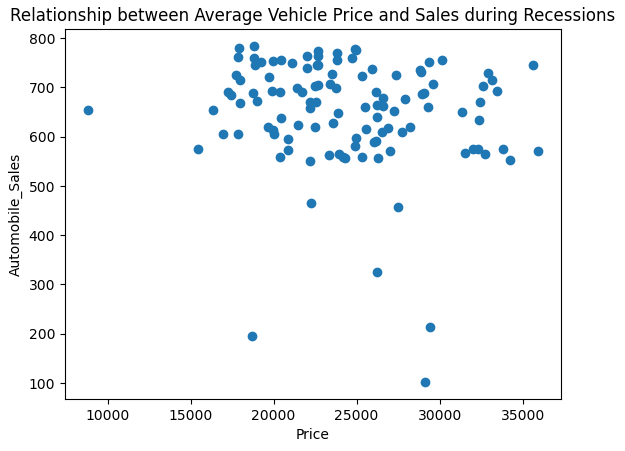 Relationship between Average Vehicle Price and Sales during Recessions
800
700
600
500
400
300
200
100
Automobile_Sales
10000 15000 20000 25000 30000 35000
Price